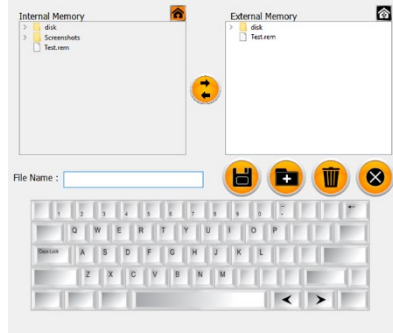 Internal Memory
disk
Screenshots
Test.rem
External Memory
disk
Test.rem
File Name :
1 2 3 4 5 6 7 8 9 0 -
Q W E R T Y U I O P
Caps Lock A S D F G H J K L
Z X C V B N M